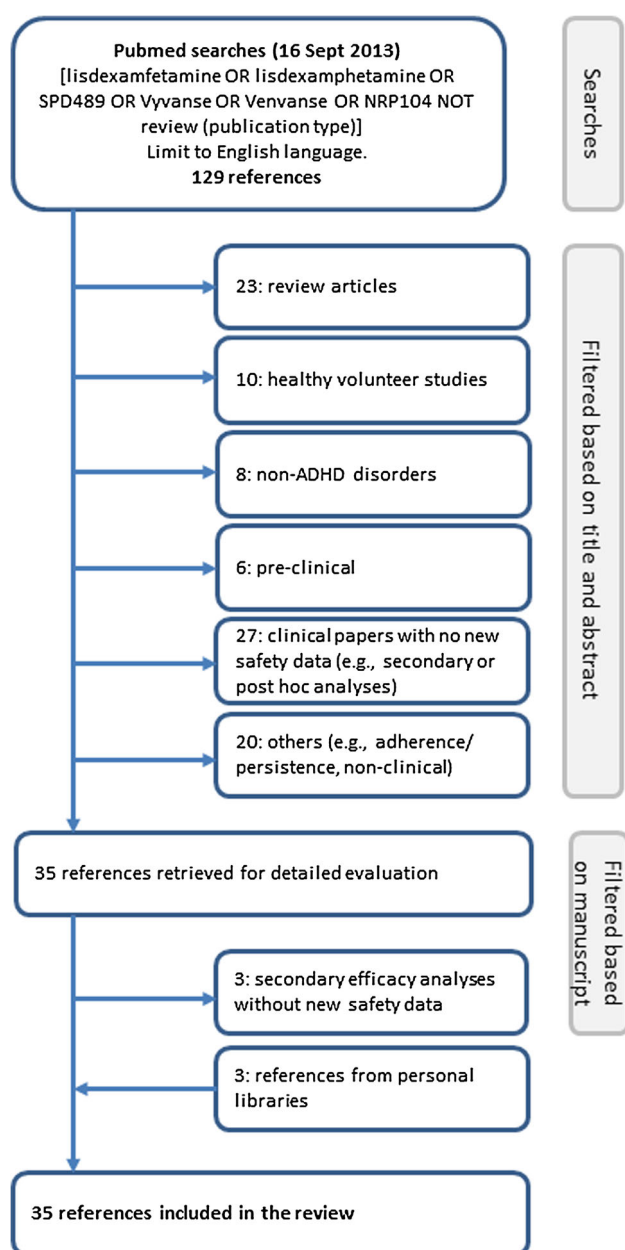 Pubmed searches (16 Sept 2013)
[lisdexamfetamine OR lisdexamphetamine OR
SPD489 OR Vyvanse OR Venvanse OR NRP104 NOT
review (publication type)]
Limit to English language.
129 references
Searches
23: review articles
10: healthy volunteer studies
8: non-ADHD disorders
6: pre-clinical
27: clinical papers with no new
safety data (e.g., secondary or
post hoc analyses)
20: others (e.g., adherence/
persistence, non-clinical)
Filtered based on title and abstract
35 references retrieved for detailed evaluation
Filtered based
on manuscript
3: secondary efficacy analyses
without new safety data
3: references from personal
libraries
35 references included in the review